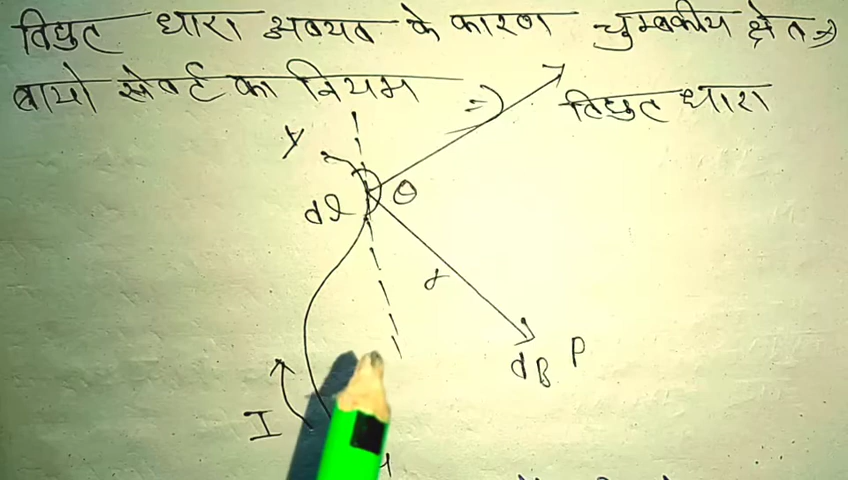 विद्युत धारा अवयव के कारण चुम्बकीय क्षेत्र ⇒
बायो सेवर्ट का नियम
⇒) विद्युत धारा
y
θ
dl
r
dB P
I